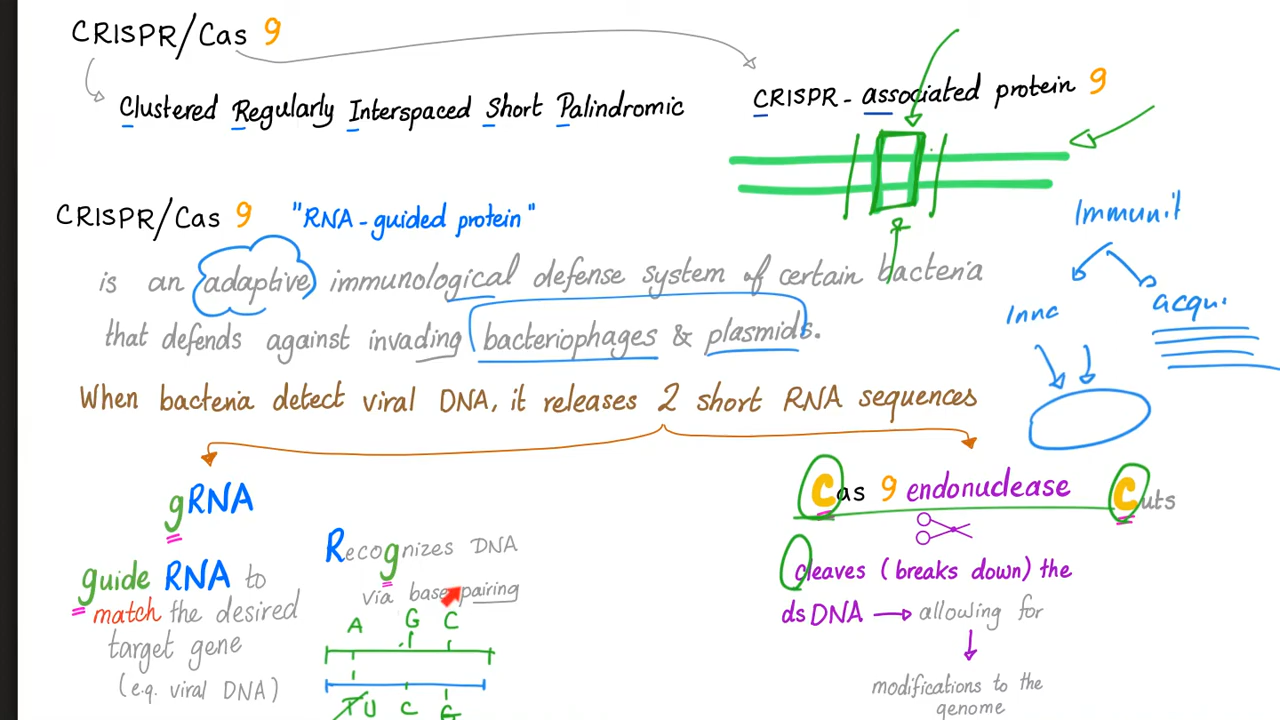 CRISPR/Cas 9
Clustered Regularly Interspaced Short Palindromic
CRISPR-associated protein 9
CRISPR/Cas 9 "RNA-guided protein"
is an adaptive immunological defense system of certain bacteria
that defends against invading bacteriophages & plasmids.
Immunit
Inna
acqui
When bacteria detect viral DNA, it releases 2 short RNA sequences
gRNA
guide RNA to
match the desired
target gene
(e.g. viral DNA)
Recognizes DNA
via base pairing
A G C
T U C G
Cas 9 endonuclease Cuts
cleaves (breaks down) the
dsDNA → allowing for
modifications to the
genome